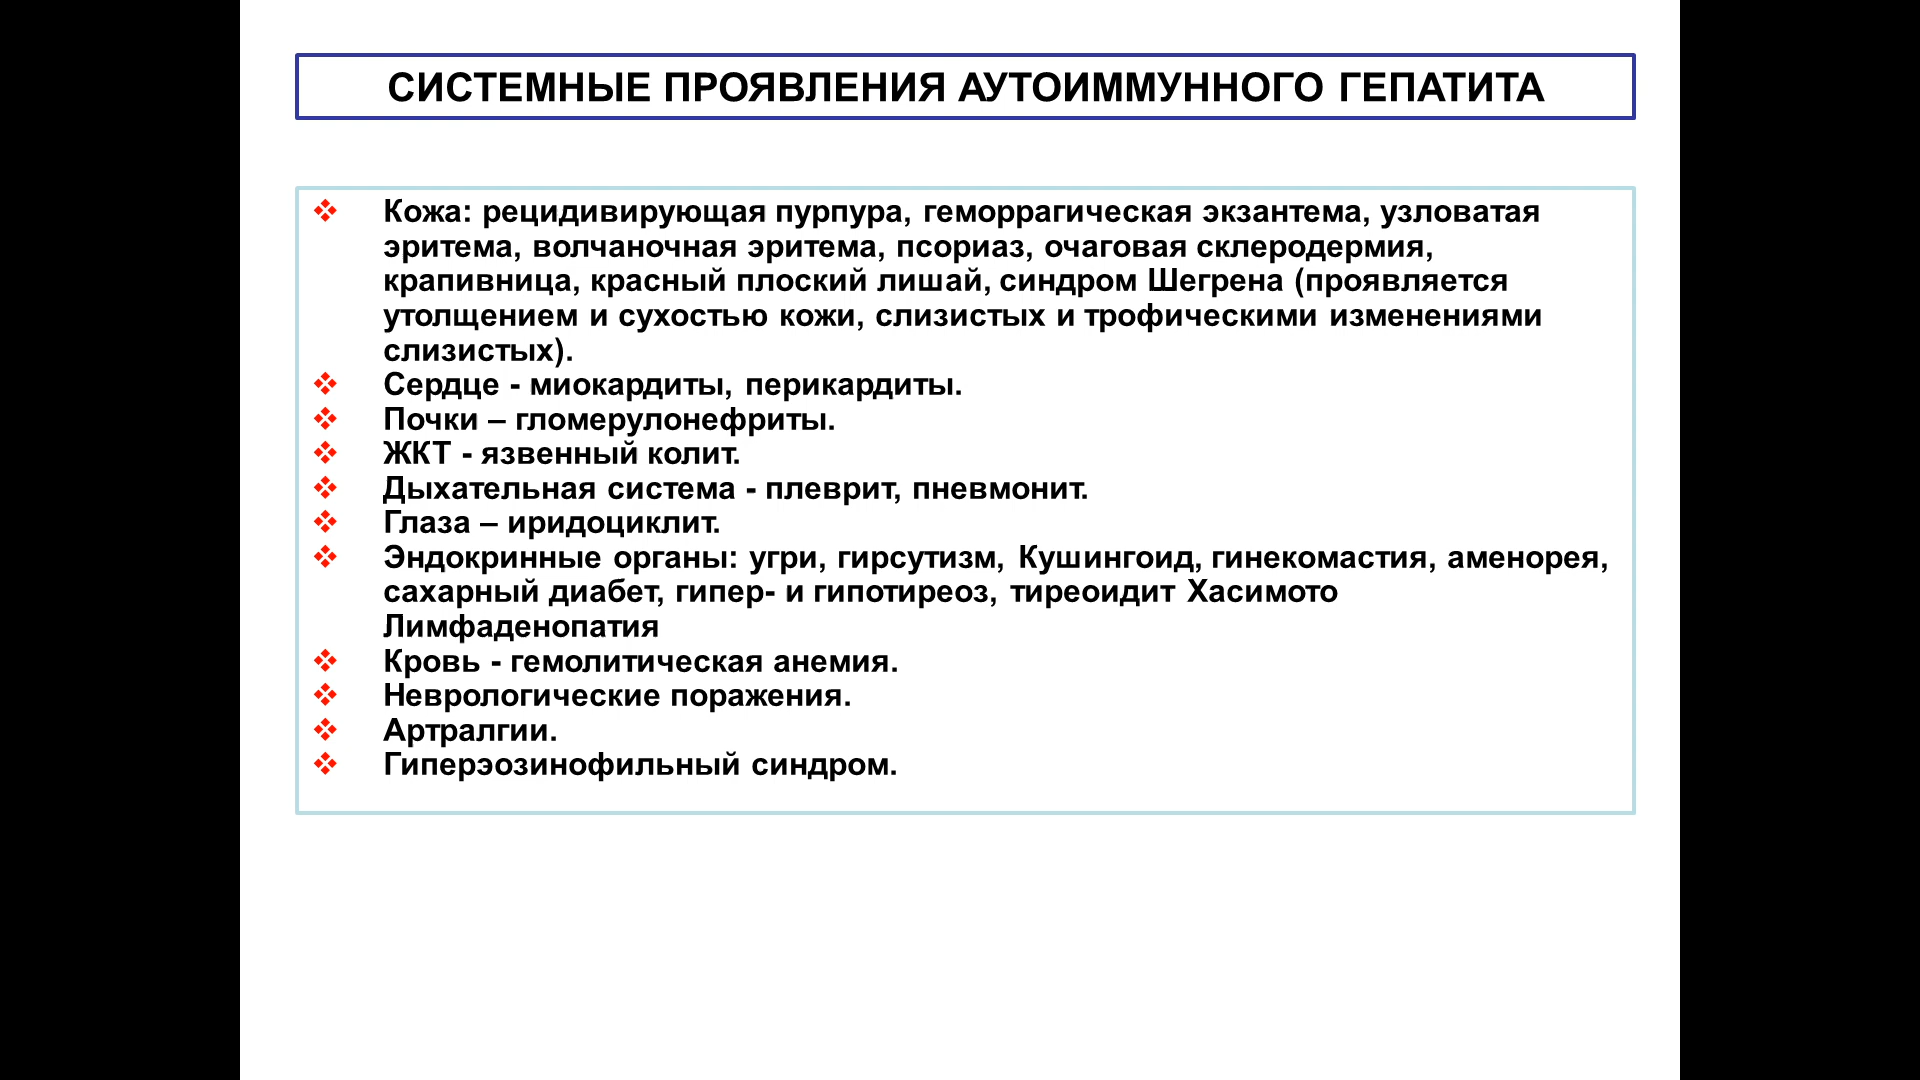 СИСТЕМНЫЕ ПРОЯВЛЕНИЯ АУТОИММУННОГО ГЕПАТИТА
Кожа: рецидивирующая пурпура, геморрагическая экзантема, узловатая
эритема, волчаночная эритема, псориаз, очаговая склеродермия,
крапивница, красный плоский лишай, синдром Шегрена (проявляется
утолщением и сухостью кожи, слизистых и трофическими изменениями
слизистых).
Сердце - миокардиты, перикардиты.
Почки – гломерулонефриты.
ЖКТ - язвенный колит.
Дыхательная система - плеврит, пневмонит.
Глаза – иридоциклит.
Эндокринные органы: угри, гирсутизм, Кушингоид, гинекомастия, аменорея,
сахарный диабет, гипер- и гипотиреоз, тиреоидит Хасимото
Лимфаденопатия
Кровь - гемолитическая анемия.
Неврологические поражения.
Артралгии.
Гиперэозинофильный синдром.